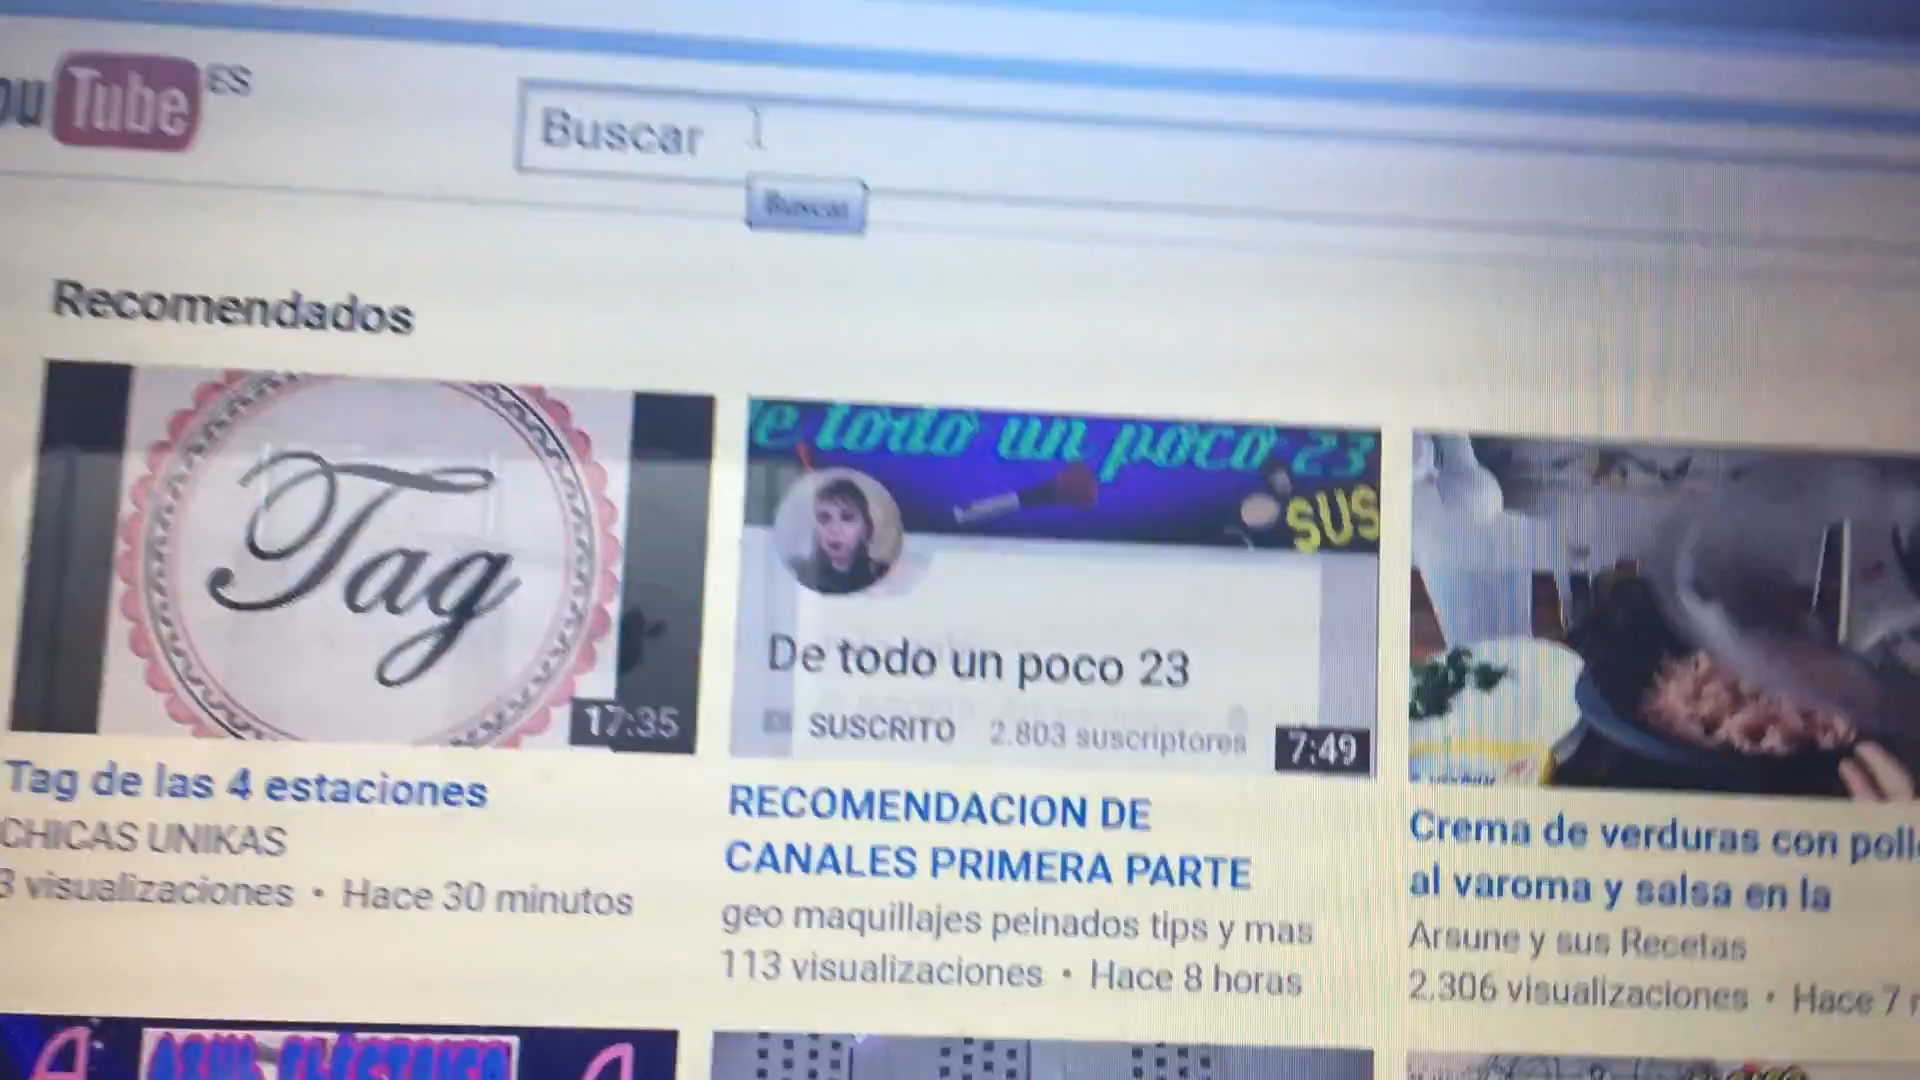 ouTube ES
Buscar
Buscar
Recomendados
Tag
17:35
e todo un poco 23
SUS
De todo un poco 23
SUSCRITO 2.803 suscriptores
7:49
Tag de las 4 estaciones
CHICAS UNIKAS
3 visualizaciones • Hace 30 minutos
RECOMENDACION DE
CANALES PRIMERA PARTE
geo maquillajes peinados tips y mas
113 visualizaciones • Hace 8 horas
Crema de verduras con poll
al varoma y salsa en la
Arsune y sus Recetas
2.306 visualizaciones • Hace 7
AZUL ELÉCTRICO